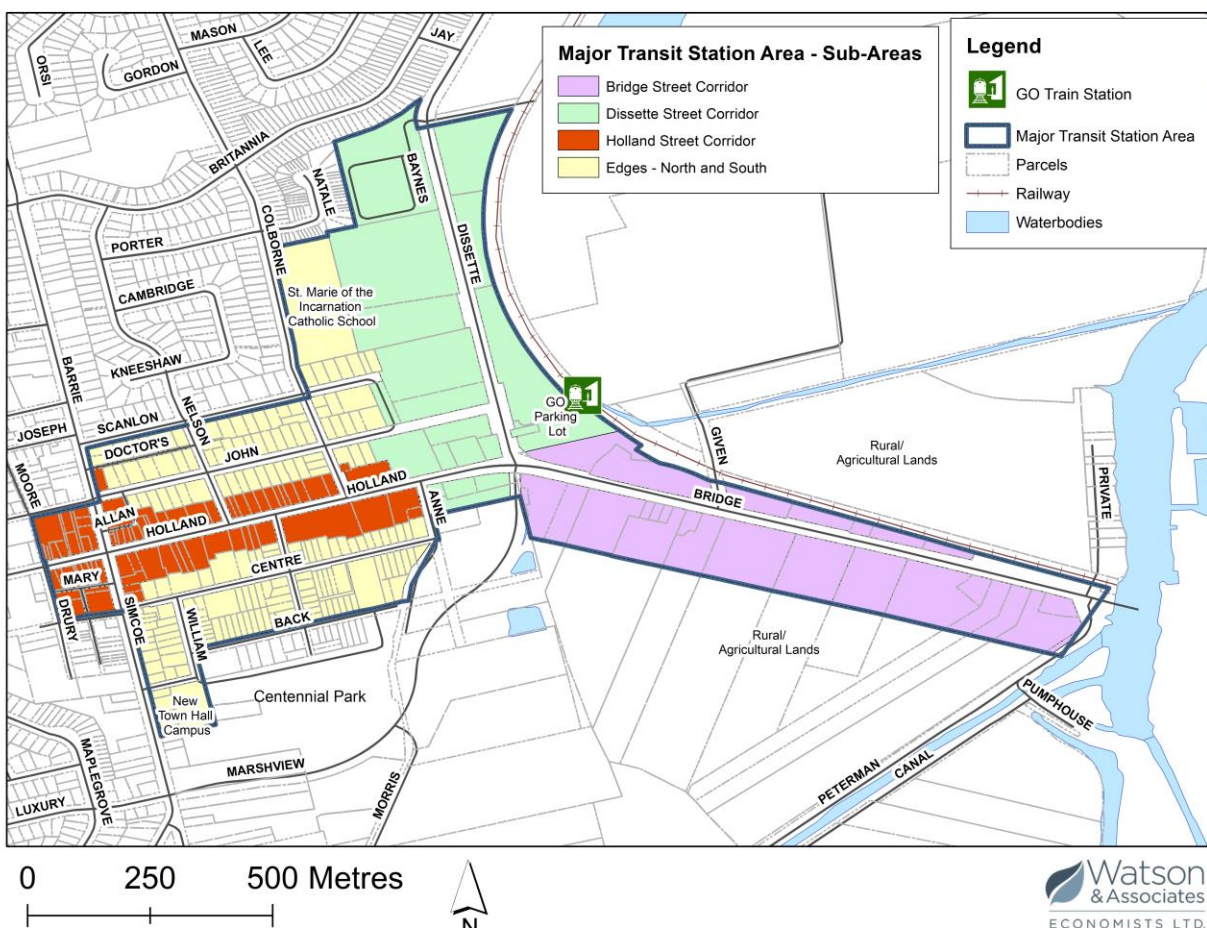 Major Transit Station Area - Sub-Areas
Bridge Street Corridor
Dissette Street Corridor
Holland Street Corridor
Edges - North and South
Legend
GO Train Station
Major Transit Station Area
Parcels
Railway
Waterbodies
ORSI
MASON
LEE
GORDON
JAY
BRITANNIA
NATALE
BAYNES
COLBORNE
DISSETTE
PORTER
CAMBRIDGE
St. Marie of the
Incarnation
Catholic School
KNEESHAW
BARRIE
NELSON
SCANLON
JOSEPH
DOCTOR'S
JOHN
MOORE
ALLAN
HOLLAND
HOLLAND
ANNE
CENTRE
MARY
DRURY
SIMCOE
WILLIAM
BACK
GO
Parking
Lot
GIVEN
BRIDGE
Rural/
Agricultural Lands
PRIVATE
Rural/
Agricultural Lands
Centennial Park
New
Town Hall
Campus
MARSHVIEW
MAPLEGROVE
LUXURY
MORRIS
PUMPHOUSE
PETERMAN
CANAL
0 250 500 Metres
N
Watson
& Associates
ECONOMISTS LTD.